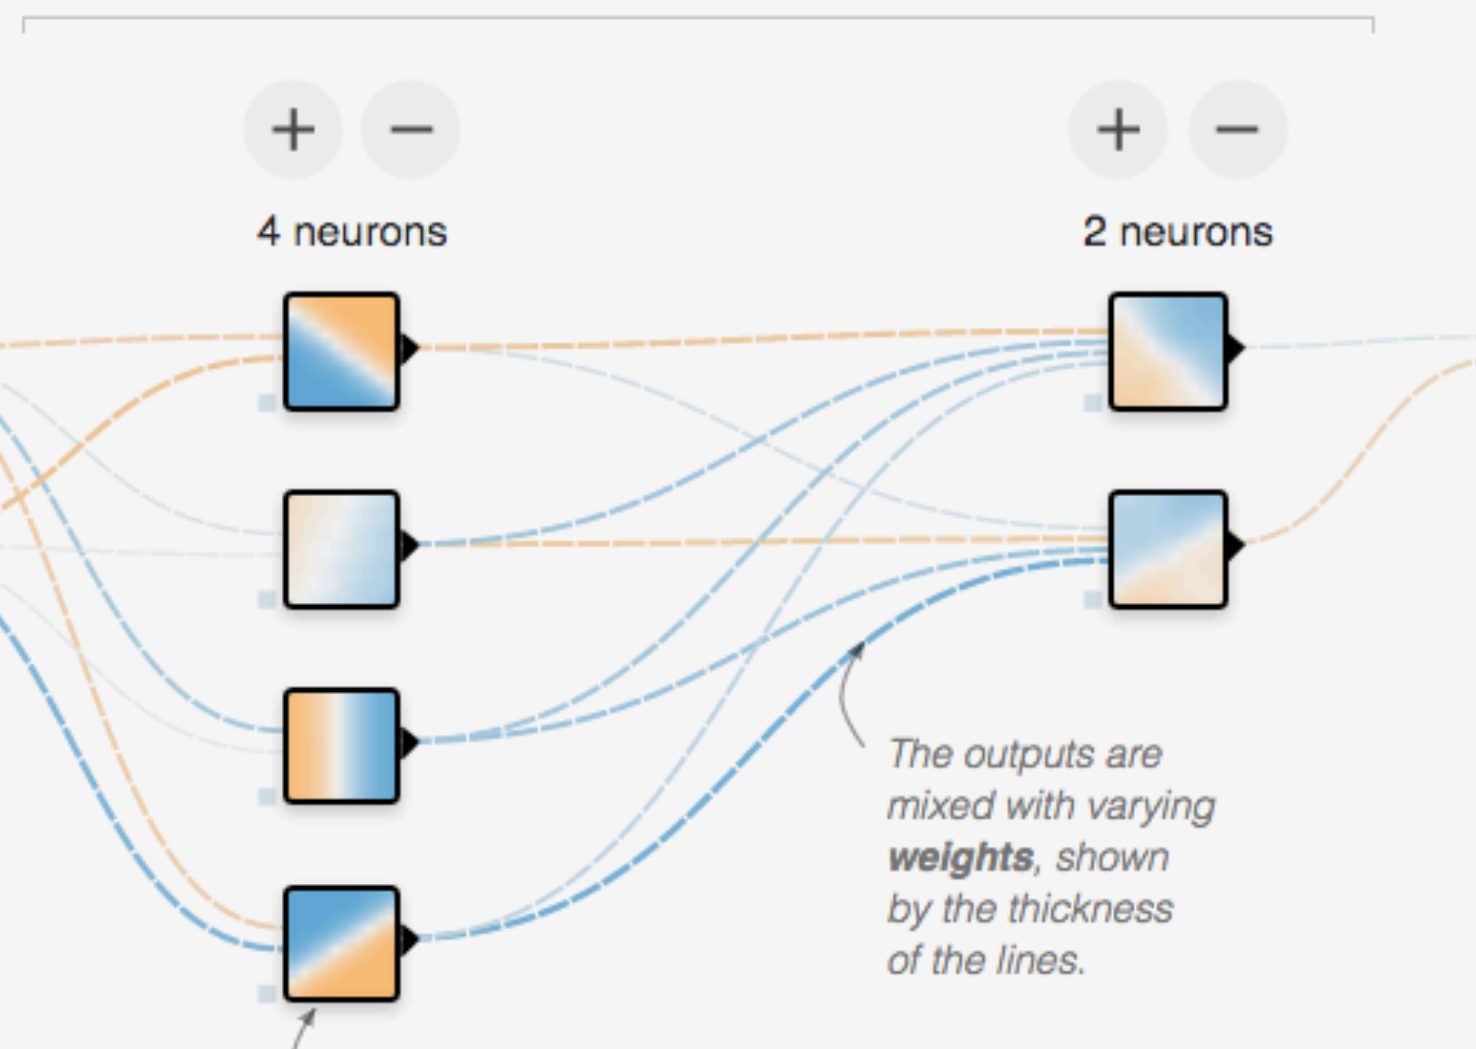 + − + −
4 neurons 2 neurons
The outputs are
mixed with varying
weights, shown
by the thickness
of the lines.